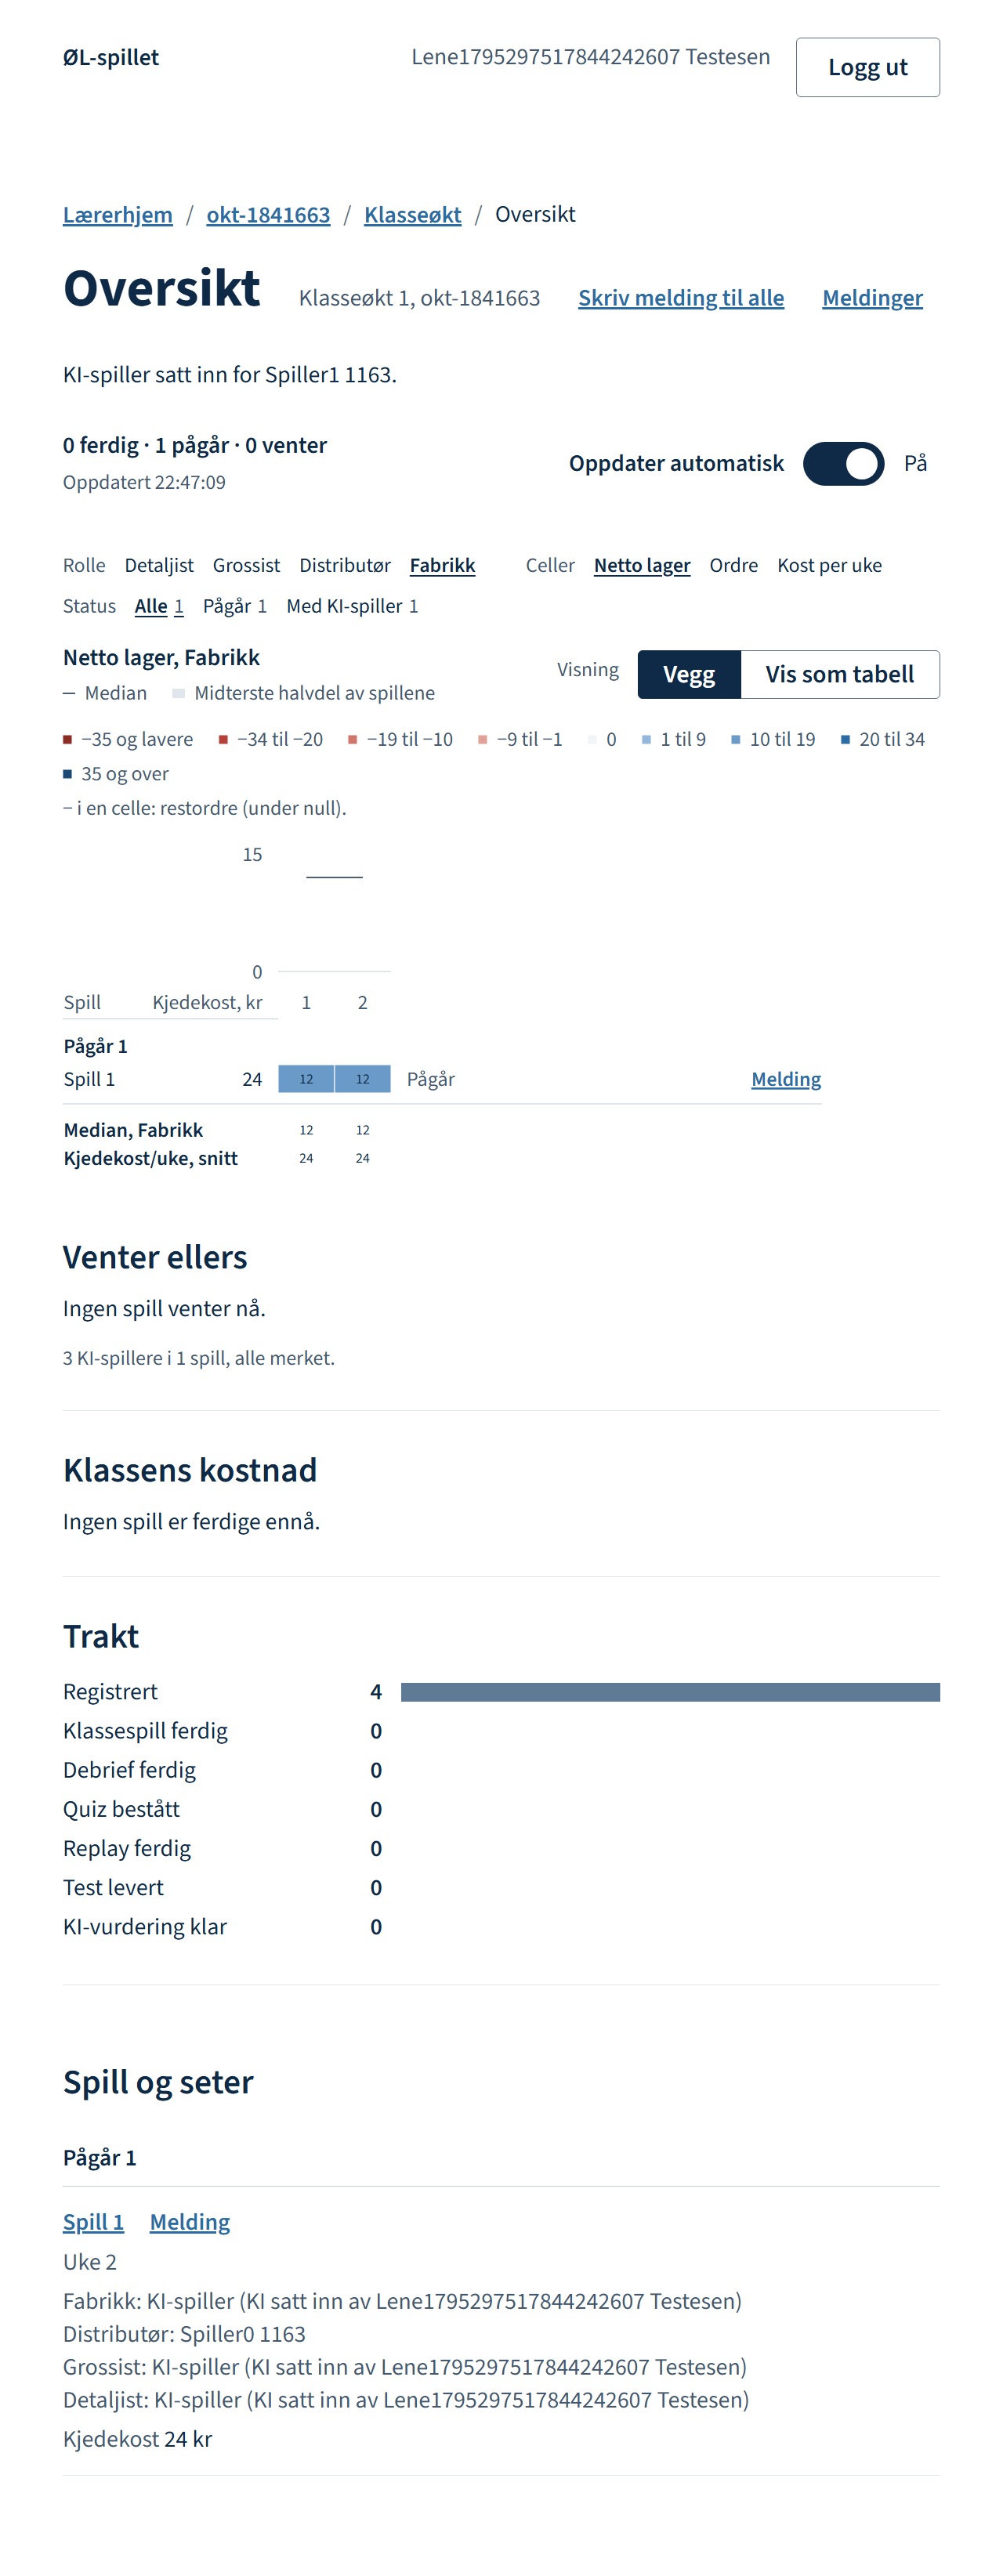 ØL-spillet
Lene1795297517844242607 Testesen
Logg ut
Lærerhjem / okt-1841663 / Klasseøkt / Oversikt
Oversikt Klasseøkt 1, okt-1841663 Skriv melding til alle Meldinger
KI-spiller satt inn for Spiller1 1163.
0 ferdig · 1 pågår · 0 venter
Oppdatert 22:47:09
Oppdater automatisk På
Rolle Detaljist Grossist Distributør Fabrikk Celler Netto lager Ordre Kost per uke
Status Alle 1 Pågår 1 Med KI-spiller 1
Netto lager, Fabrikk
Median Midterste halvdel av spillene
Visning Vegg Vis som tabell
−35 og lavere −34 til −20 −19 til −10 −9 til −1 0 1 til 9 10 til 19 20 til 34
35 og over
− i en celle: restordre (under null).
15
0
Spill Kjedekost, kr 1 2
Pågår 1
Spill 1 24 12 12 Pågår Melding
Median, Fabrikk 12 12
Kjedekost/uke, snitt 24 24
Venter ellers
Ingen spill venter nå.
3 KI-spillere i 1 spill, alle merket.
Klassens kostnad
Ingen spill er ferdige ennå.
Trakt
Registrert 4
Klassespill ferdig 0
Debrief ferdig 0
Quiz bestått 0
Replay ferdig 0
Test levert 0
KI-vurdering klar 0
Spill og seter
Pågår 1
Spill 1 Melding
Uke 2
Fabrikk: KI-spiller (KI satt inn av Lene1795297517844242607 Testesen)
Distributør: Spiller0 1163
Grossist: KI-spiller (KI satt inn av Lene1795297517844242607 Testesen)
Detaljist: KI-spiller (KI satt inn av Lene1795297517844242607 Testesen)
Kjedekost 24 kr